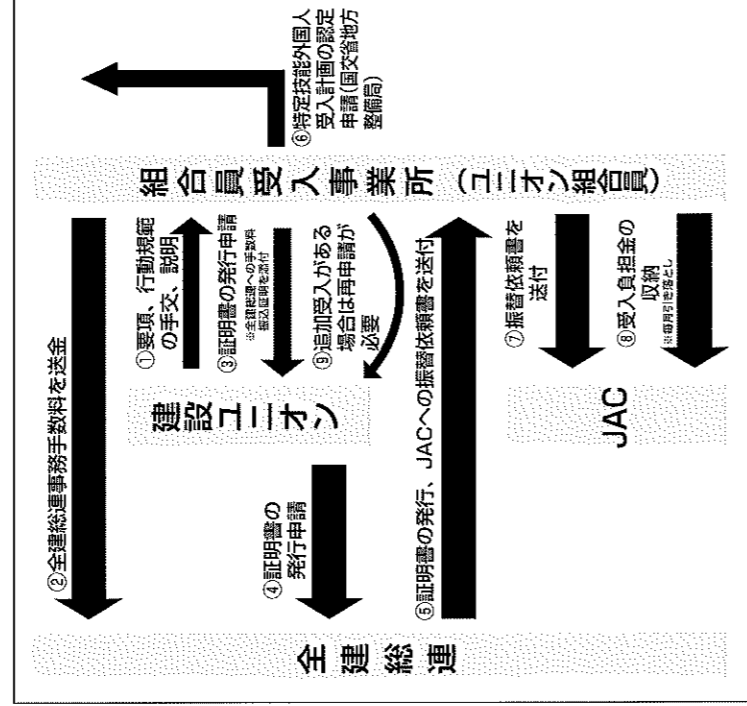 組合員受入事業所（ユニオン組合員）
建設ユニオン
JAC
全建総連
①要項、行動規範
の手交、説明
②全建総連事務手数料を送金
③証明書の発行申請
※全建総連への手数料
振込証明を添付
④証明書の
発行申請
⑤証明書の発行、JACへの振替依頼書を送付
⑥特定技能外国人
受入計画の認定
申請（国交省地方
整備局）
⑦振替依頼書を
送付
⑧受入負担金の
収納
※毎月引き落とし
⑨追加受入がある
場合は再申請が
必要